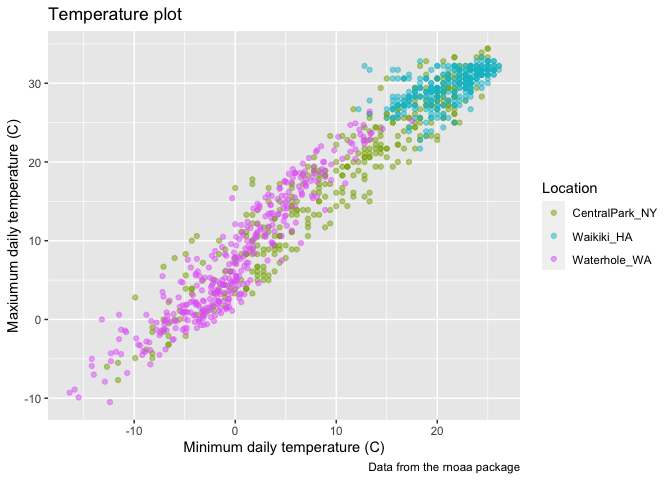 Temperature plot
Maxiumum daily temperature (C)
30
20
10
0
-10
-10
0
10
20
Minimum daily temperature (C)
Data from the rnoaa package
Location
CentralPark_NY
Waikiki_HA
Waterhole_WA